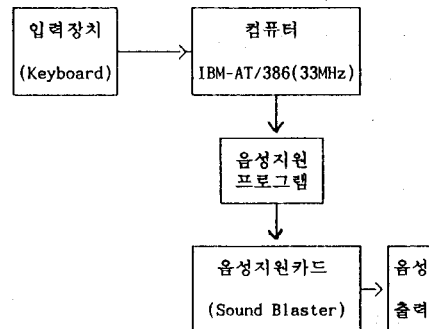 입력장치
(Keyboard)
컴퓨터
IBM-AT/386(33MHz)
음성지원
프로그램
음성지원카드
(Sound Blaster)
음성
출력